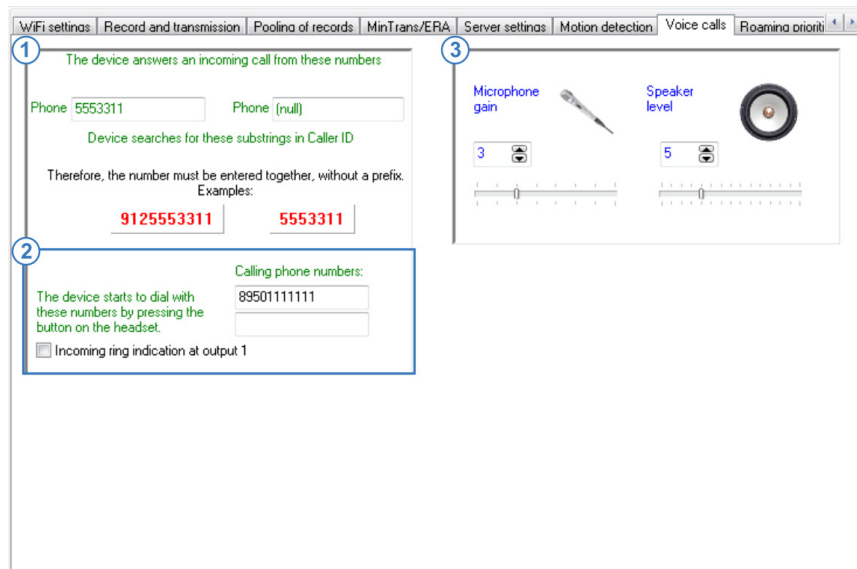 WiFi settings Record and transmission Pooling of records MinTrans/ERA Server settings Motion detection Voice calls Roaming prioriti
1
The device answers an incoming call from these numbers
Phone 5553311 Phone (null)
Device searches for these substrings in Caller ID
Therefore, the number must be entered together, without a prefix.
Examples:
9125553311 5553311
2
Calling phone numbers:
The device starts to dial with
these numbers by pressing the
button on the headset.
89501111111
Incoming ring indication at output 1
3
Microphone
gain
Speaker
level
3 5